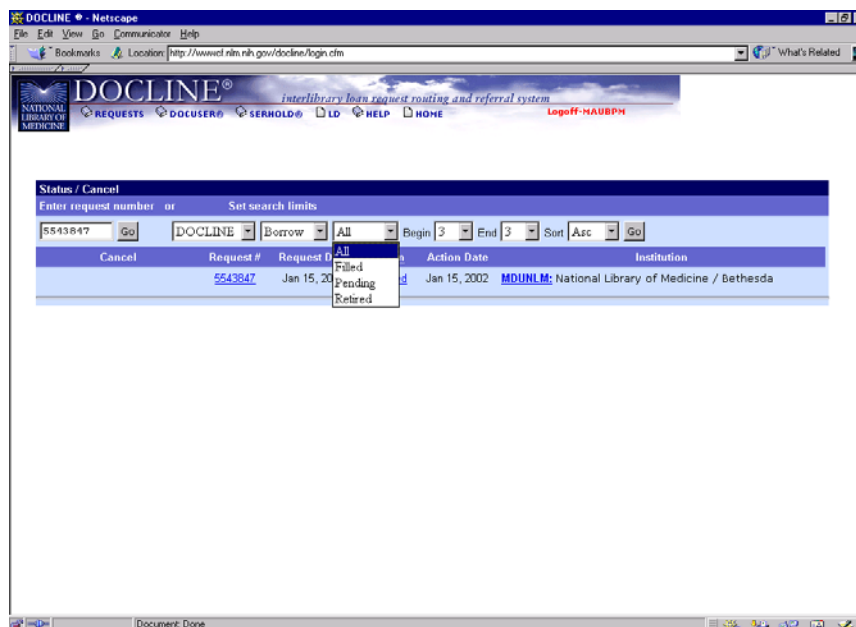 DOCLINE ® - Netscape
File Edit View Go Communicator Help
Bookmarks Location: http://wwwcf.nlm.nih.gov/docline/login.cfm What's Related
NATIONAL LIBRARY OF MEDICINE
DOCLINE®
interlibrary loan request routing and referral system
REQUESTS DOCUSER® SERHOLD® LD HELP HOME Logoff-MAUBPM
Status / Cancel
Enter request number or Set search limits
5543847 Go DOCLINE Borrow All Begin 3 End 3 Sort Asc Go
Cancel Request # Request D n Action Date Institution
All
Filled
5543847 Jan 15, 20 ed Jan 15, 2002 MDUNLM: National Library of Medicine / Bethesda
Pending
Retired
Document: Done